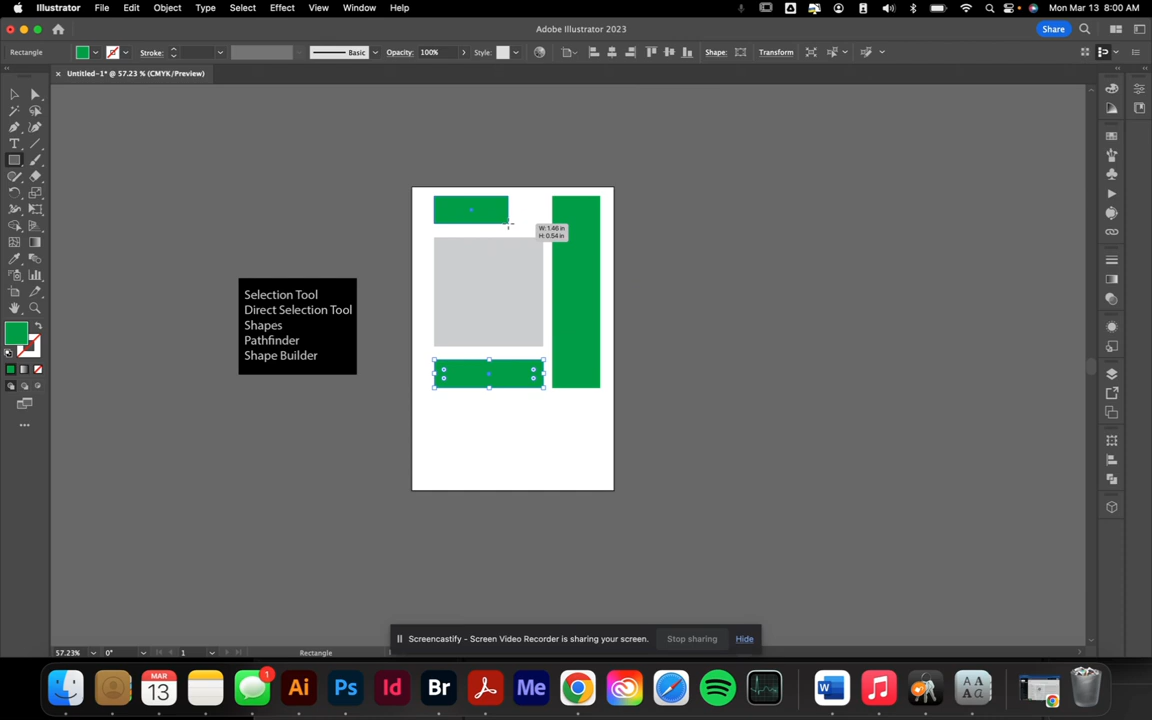 Illustrator File Edit Object Type Select Effect View Window Help Mon Mar 13 8:00 AM
Adobe Illustrator 2023
Share
Rectangle Stroke: Basic Opacity: 100% Style: Shape: Transform
Untitled-1* @ 57.23 % (CMYK/Preview)
W: 1.46 in
H: 0.54 in
Selection Tool
Direct Selection Tool
Shapes
Pathfinder
Shape Builder
Screencastify - Screen Video Recorder is sharing your screen. Stop sharing Hide
57.23% 0° 1 Rectangle
MAR
13
1
Ai
Ps
Id
Br
Me
W
A A
A G